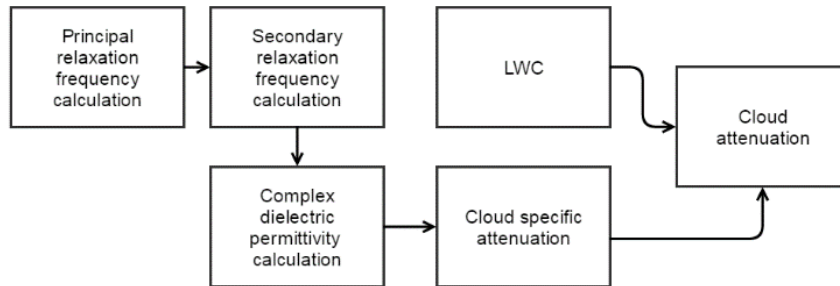 Principal
relaxation
frequency
calculation
Secondary
relaxation
frequency
calculation
LWC
Cloud
attenuation
Complex
dielectric
permittivity
calculation
Cloud specific
attenuation